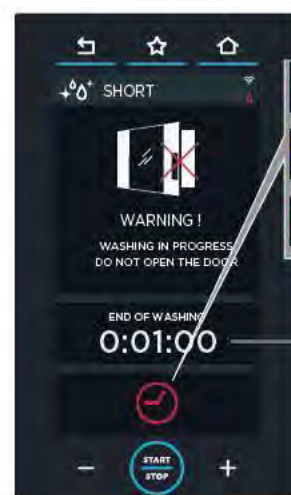 SHORT
WARNING !
WASHING IN PROGRESS
DO NOT OPEN THE DOOR
END OF WASHING
0:01:00
START
STOP